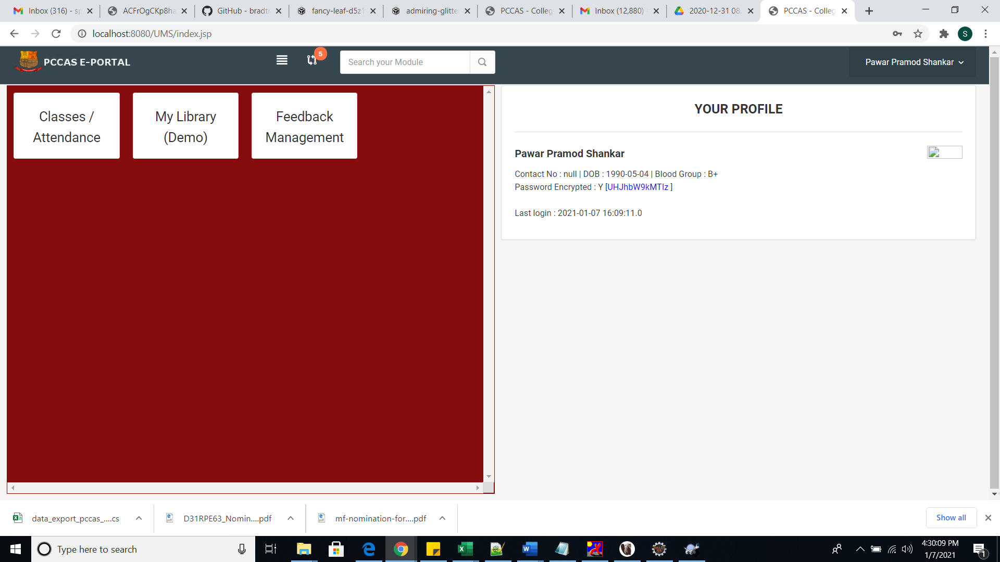 Inbox (316) - sp
ACFrOgCKp8ha
GitHub - bradtr
fancy-leaf-d5z1
admiring-glitte
PCCAS - Colleg
Inbox (12,880)
2020-12-31 08.
PCCAS - Colleg
localhost:8080/UMS/index.jsp
S
PCCAS E-PORTAL
5
Search your Module
Pawar Pramod Shankar
Classes /
Attendance
My Library
(Demo)
Feedback
Management
YOUR PROFILE
Pawar Pramod Shankar
Contact No : null | DOB : 1990-05-04 | Blood Group : B+
Password Encrypted : Y [UHJhbW9kMTIz ]
Last login : 2021-01-07 16:09:11.0
data_export_pccas_....cs
D31RPE63_Nomin....pdf
mf-nomination-for....pdf
Show all
Type here to search
4:30:09 PM
1/7/2021
1